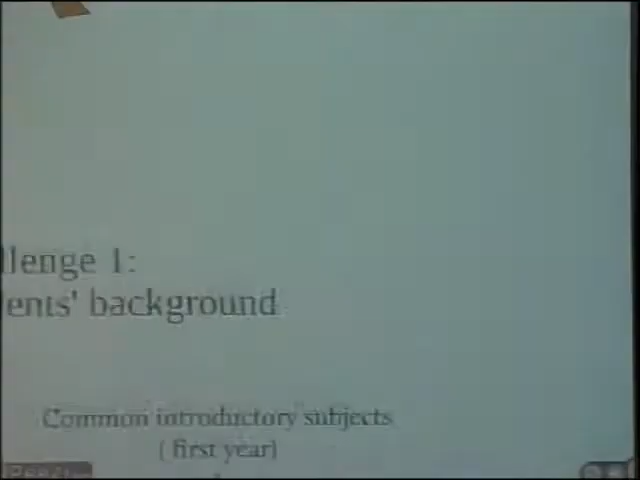 llenge 1:
ents' background
Common introductory subjects
( first year)